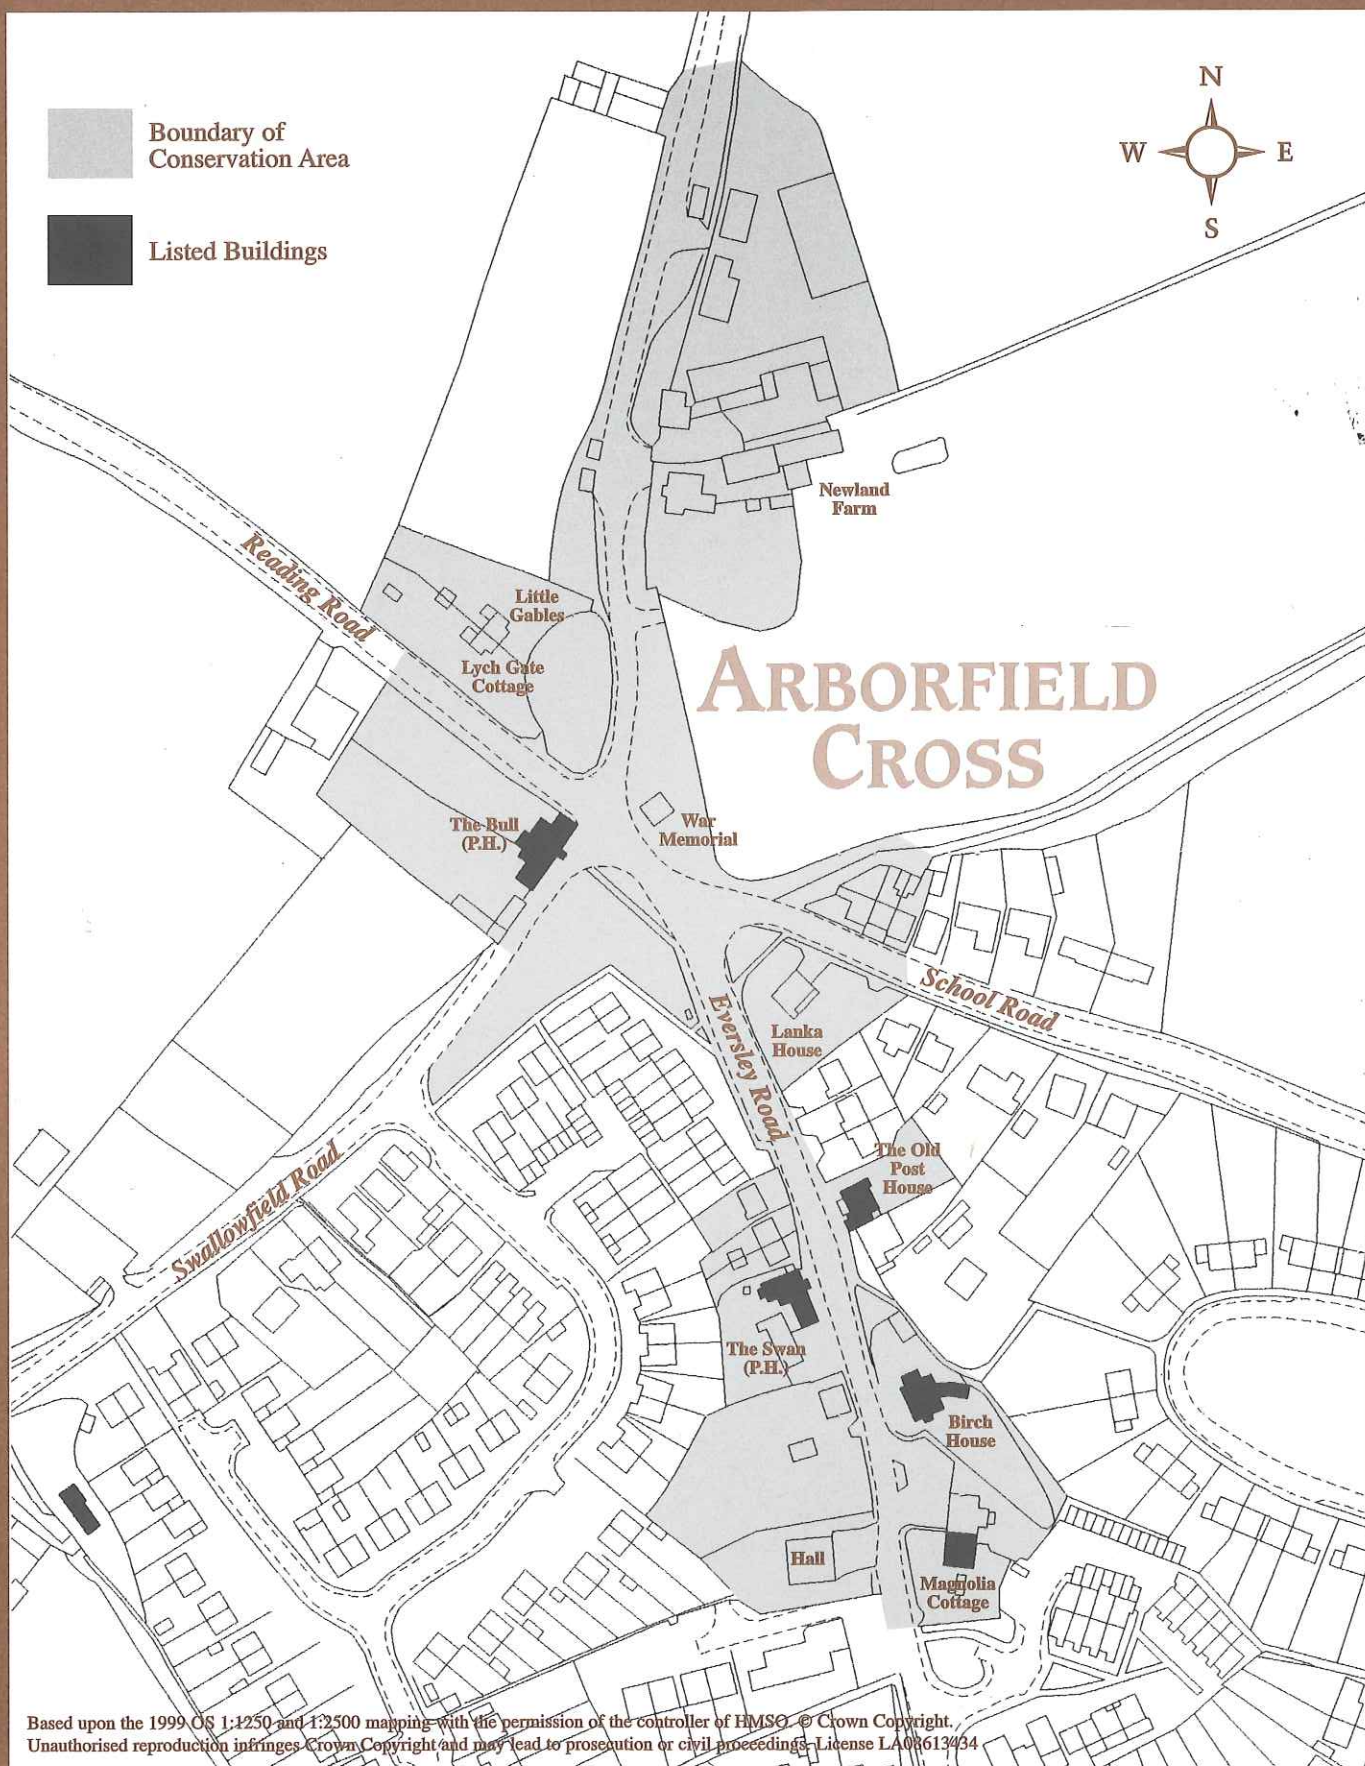 Boundary of
Conservation Area
Listed Buildings
N
W
E
S
Newland
Farm
Reading Road
Little
Gables
Lych Gate
Cottage
ARBORFIELD
CROSS
The Bull
(P.H.)
War
Memorial
School Road
Eversley Road
Lanka
House
Swallowfield Road
The Old
Post
House
The Swan
(P.H.)
Birch
House
Hall
Magnolia
Cottage
Based upon the 1999 OS 1:1250 and 1:2500 mapping with the permission of the controller of HMSO. © Crown Copyright.
Unauthorised reproduction infringes Crown Copyright and may lead to prosecution or civil proceedings. License LA08613434